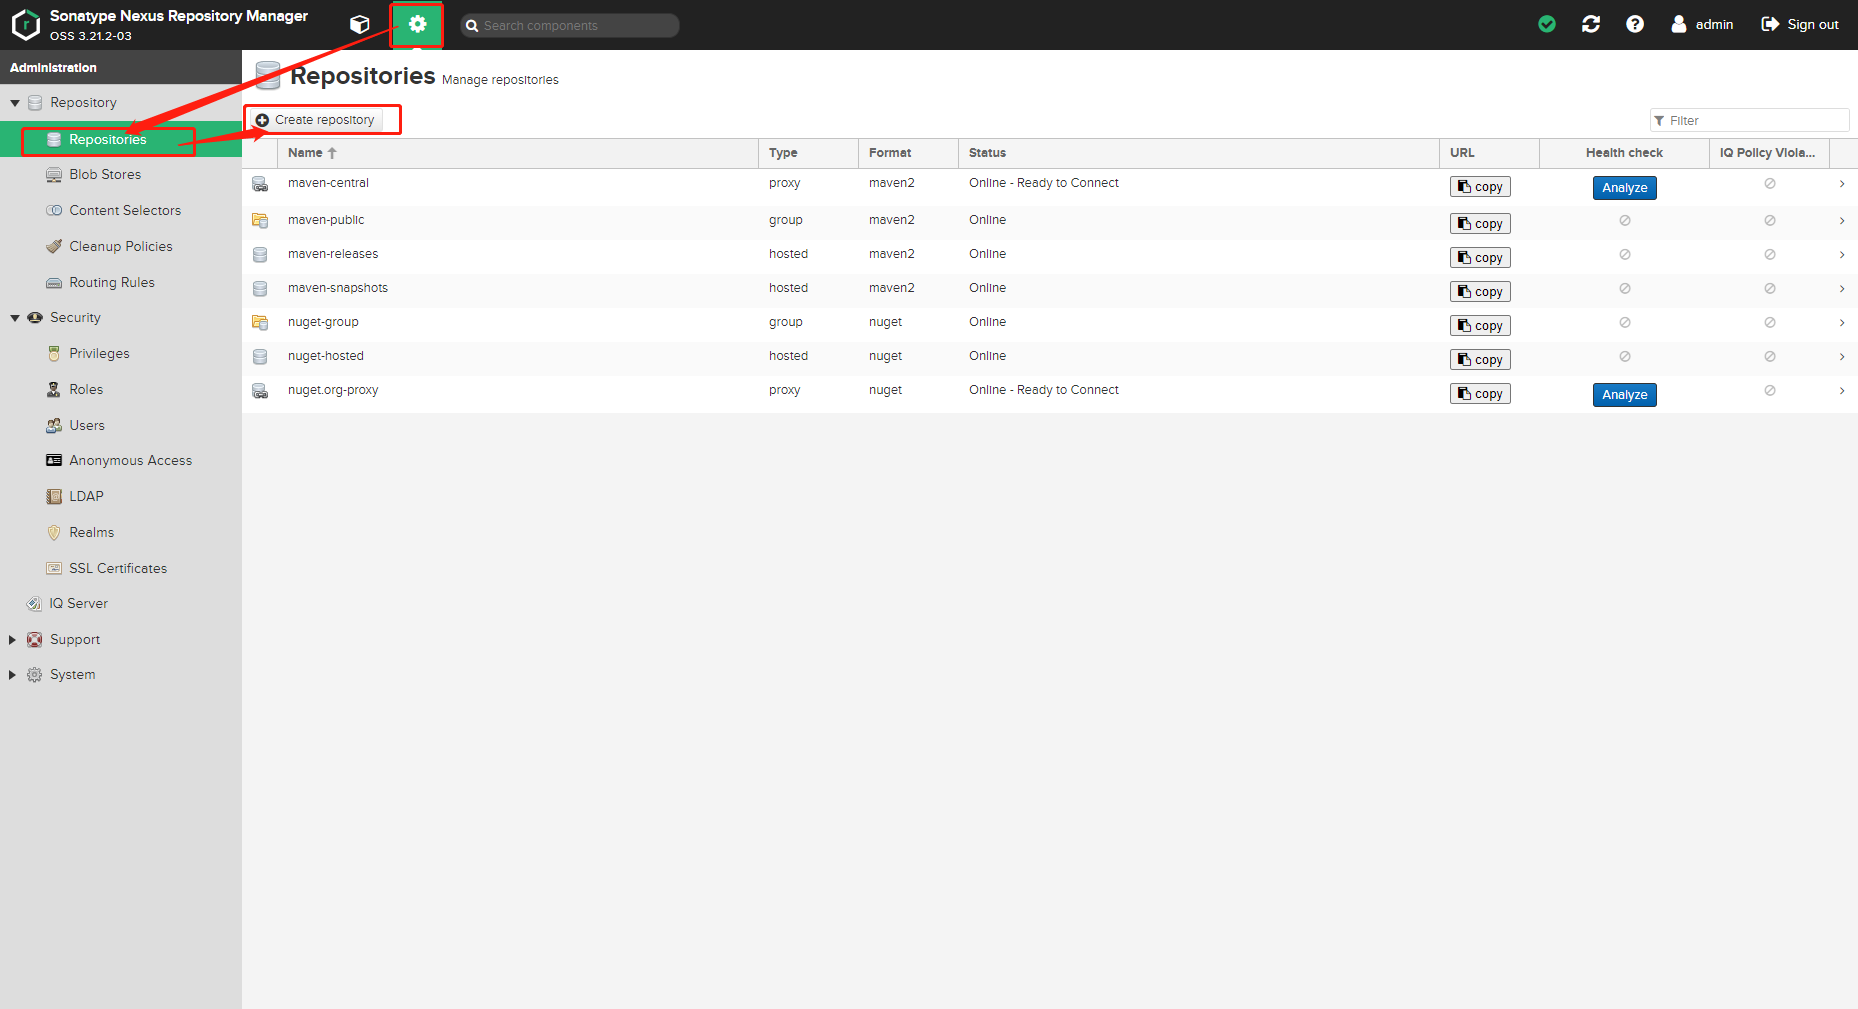 Sonatype Nexus Repository Manager
OSS 3.21.2-03
Search components
admin
Sign out
Administration
Repository
Repositories
Blob Stores
Content Selectors
Cleanup Policies
Routing Rules
Security
Privileges
Roles
Users
Anonymous Access
LDAP
Realms
SSL Certificates
IQ Server
Support
System
Repositories Manage repositories
Create repository
Filter
Name Type Format Status URL Health check IQ Policy Viola...
maven-central proxy maven2 Online - Ready to Connect copy Analyze
maven-public group maven2 Online copy
maven-releases hosted maven2 Online copy
maven-snapshots hosted maven2 Online copy
nuget-group group nuget Online copy
nuget-hosted hosted nuget Online copy
nuget.org-proxy proxy nuget Online - Ready to Connect copy Analyze